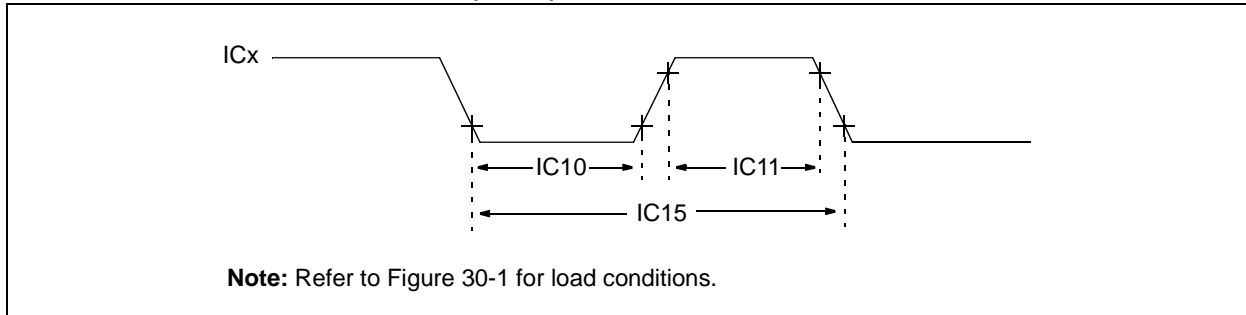 ICx
IC10
IC11
IC15
Note: Refer to Figure 30-1 for load conditions.